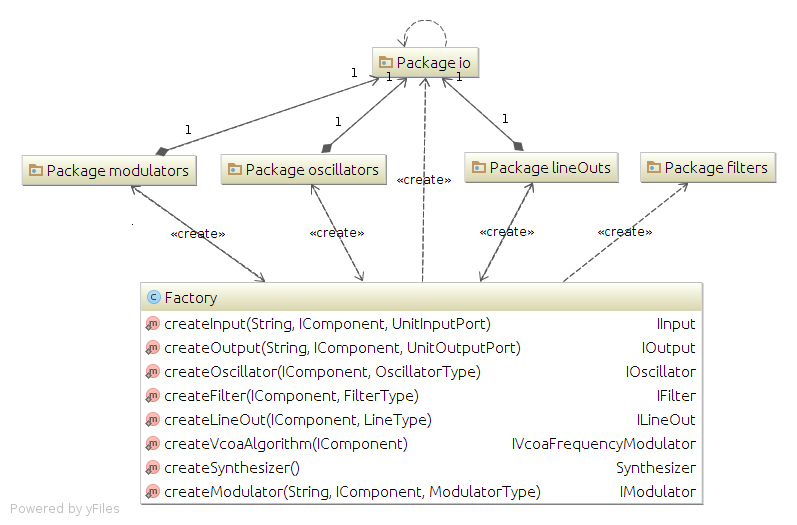 Package io
1
1
1
1
1
1
Package modulators
Package oscillators
Package lineOuts
Package filters
«create»
«create»
«create»
«create»
«create»
Factory
createInput(String, IComponent, UnitInputPort) IInput
createOutput(String, IComponent, UnitOutputPort) IOutput
createOscillator(IComponent, OscillatorType) IOscillator
createFilter(IComponent, FilterType) IFilter
createLineOut(IComponent, LineType) ILineOut
createVcoaAlgorithm(IComponent) IVcoaFrequencyModulator
createSynthesizer() Synthesizer
createModulator(String, IComponent, ModulatorType) IModulator
Powered by yFiles